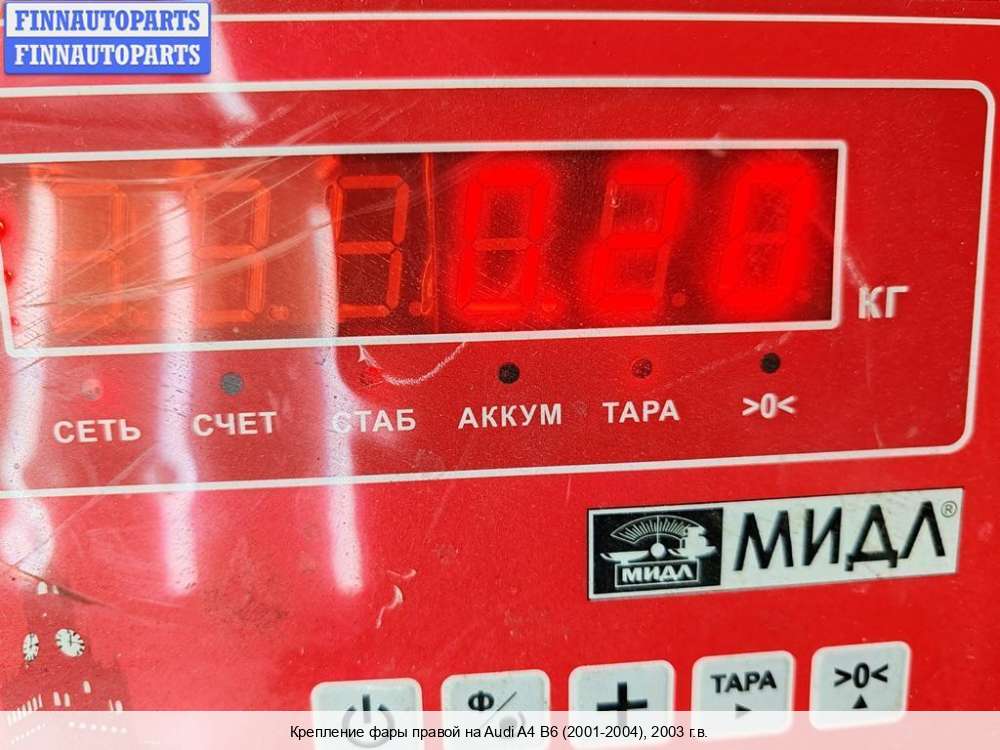 FINNAUTOPARTS
FINNAUTOPARTS
0.20
КГ
СЕТЬ СЧЕТ СТАБ АККУМ ТАРА >0<
МИДЛ МИДЛ®
Ф ТАРА >0<
Крепление фары правой на Audi A4 B6 (2001-2004), 2003 г.в.